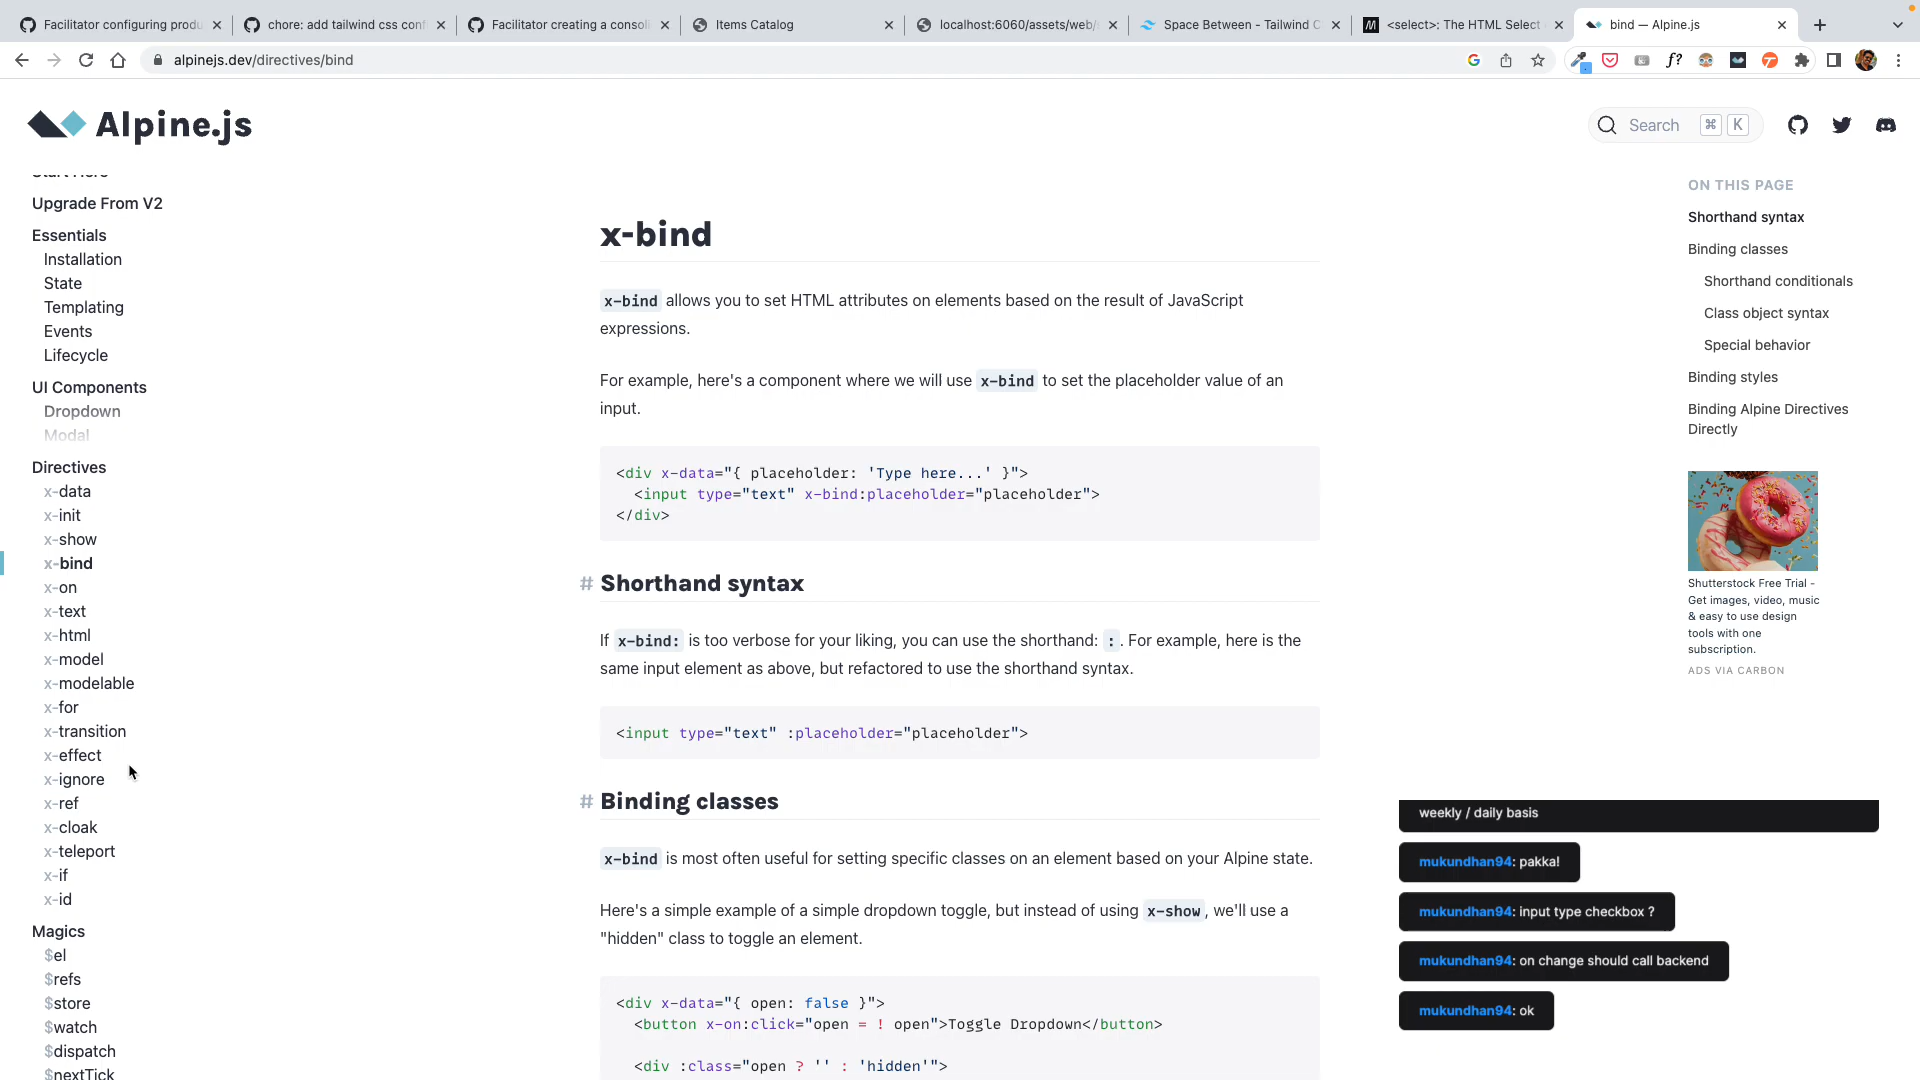 Facilitator configuring produ
chore: add tailwind css conf
Facilitator creating a consoli
Items Catalog
localhost:6060/assets/web/
Space Between - Tailwind C
<select>: The HTML Select
bind — Alpine.js
alpinejs.dev/directives/bind
Alpine.js
Search ⌘ K
Start Here
Upgrade From V2
Essentials
Installation
State
Templating
Events
Lifecycle
UI Components
Dropdown
Modal
Directives
x-data
x-init
x-show
x-bind
x-on
x-text
x-html
x-model
x-modelable
x-for
x-transition
x-effect
x-ignore
x-ref
x-cloak
x-teleport
x-if
x-id
Magics
$el
$refs
$store
$watch
$dispatch
$nextTick
x-bind
x-bind allows you to set HTML attributes on elements based on the result of JavaScript
expressions.
For example, here's a component where we will use x-bind to set the placeholder value of an
input.
<div x-data="{ placeholder: 'Type here...' }">
<input type="text" x-bind:placeholder="placeholder">
</div>
# Shorthand syntax
If x-bind: is too verbose for your liking, you can use the shorthand: : . For example, here is the
same input element as above, but refactored to use the shorthand syntax.
<input type="text" :placeholder="placeholder">
# Binding classes
x-bind is most often useful for setting specific classes on an element based on your Alpine state.
Here's a simple example of a simple dropdown toggle, but instead of using x-show, we'll use a
"hidden" class to toggle an element.
<div x-data="{ open: false }">
<button x-on:click="open = ! open">Toggle Dropdown</button>
<div :class="open ? '' : 'hidden'">
ON THIS PAGE
Shorthand syntax
Binding classes
Shorthand conditionals
Class object syntax
Special behavior
Binding styles
Binding Alpine Directives
Directly
Shutterstock Free Trial -
Get images, video, music
& easy to use design
tools with one
subscription.
ADS VIA CARBON
weekly / daily basis
mukundhan94: pakka!
mukundhan94: input type checkbox ?
mukundhan94: on change should call backend
mukundhan94: ok